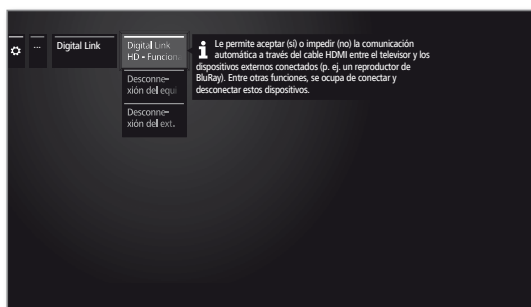 ...
Digital Link
Digital Link
HD - Funciona
Desconne-
xión del equi
Desconne-
xión del ext.
Le permite aceptar (sí) o impedir (no) la comunicación
automática a través del cable HDMI entre el televisor y los
dispositivos externos conectados (p. ej. un reproductor de
BluRay). Entre otras funciones, se ocupa de conectar y
desconectar estos dispositivos.